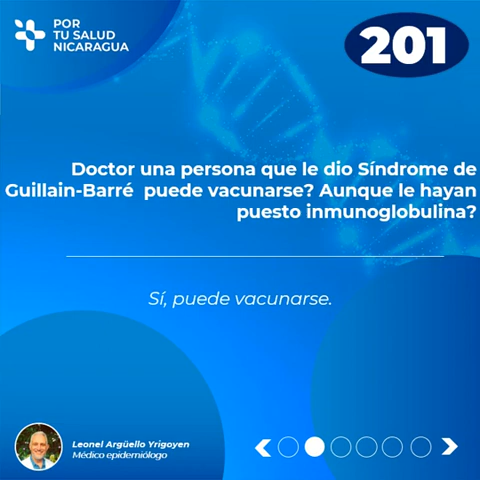 POR
TU SALUD
NICARAGUA
201
Doctor una persona que le dio Síndrome de
Guillain-Barré puede vacunarse? Aunque le hayan
puesto inmunoglobulina?
Sí, puede vacunarse.
Leonel Argüello Yrigoyen
Médico epidemiólogo